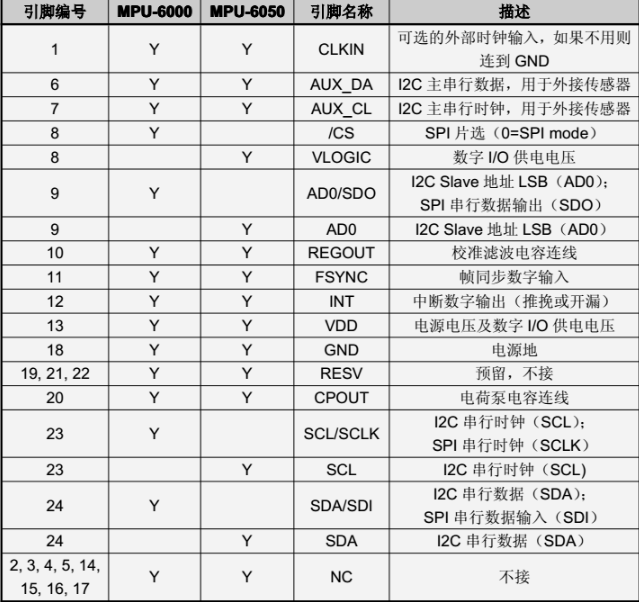 引脚编号 MPU-6000 MPU-6050 引脚名称 描述
1 Y Y CLKIN 可选的外部时钟输入，如果不用则
连到 GND
6 Y Y AUX_DA I2C 主串行数据，用于外接传感器
7 Y Y AUX_CL I2C 主串行时钟，用于外接传感器
8 Y /CS SPI 片选（0=SPI mode）
8 Y VLOGIC 数字 I/O 供电电压
9 Y AD0/SDO I2C Slave 地址 LSB（AD0）；
SPI 串行数据输出（SDO）
9 Y AD0 I2C Slave 地址 LSB（AD0）
10 Y Y REGOUT 校准滤波电容连线
11 Y Y FSYNC 帧同步数字输入
12 Y Y INT 中断数字输出（推挽或开漏）
13 Y Y VDD 电源电压及数字 I/O 供电电压
18 Y Y GND 电源地
19, 21, 22 Y Y RESV 预留，不接
20 Y Y CPOUT 电荷泵电容连线
23 Y SCL/SCLK I2C 串行时钟（SCL）；
SPI 串行时钟（SCLK）
23 Y SCL I2C 串行时钟（SCL)
24 Y SDA/SDI I2C 串行数据（SDA）；
SPI 串行数据输入（SDI）
24 Y SDA I2C 串行数据（SDA）
2, 3, 4, 5, 14,
15, 16, 17 Y Y NC 不接